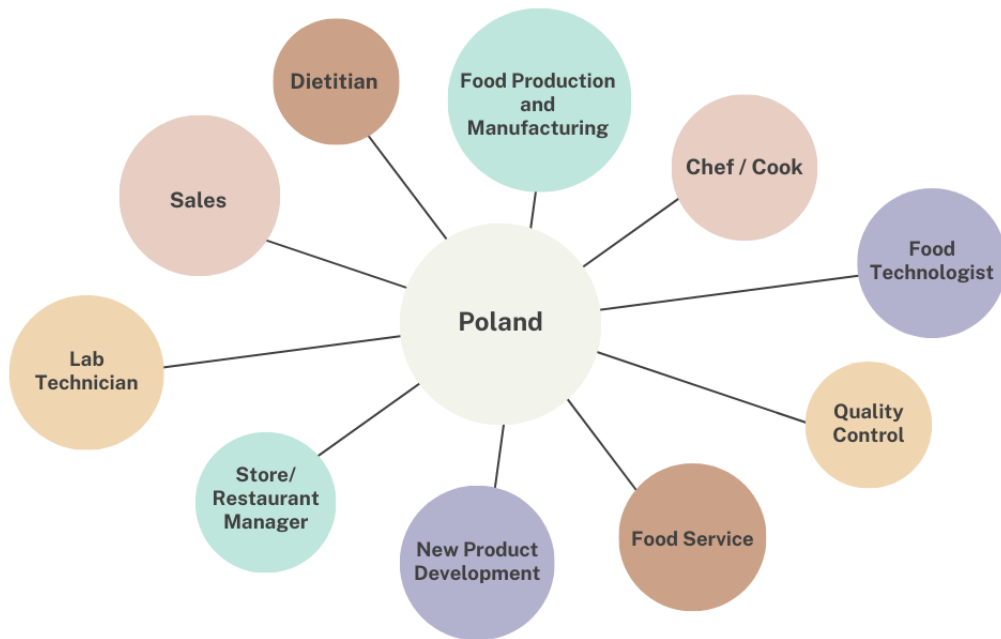 Dietitian
Food Production
and
Manufacturing
Chef / Cook
Sales
Food
Technologist
Poland
Lab
Technician
Quality
Control
Store/
Restaurant
Manager
New Product
Development
Food Service